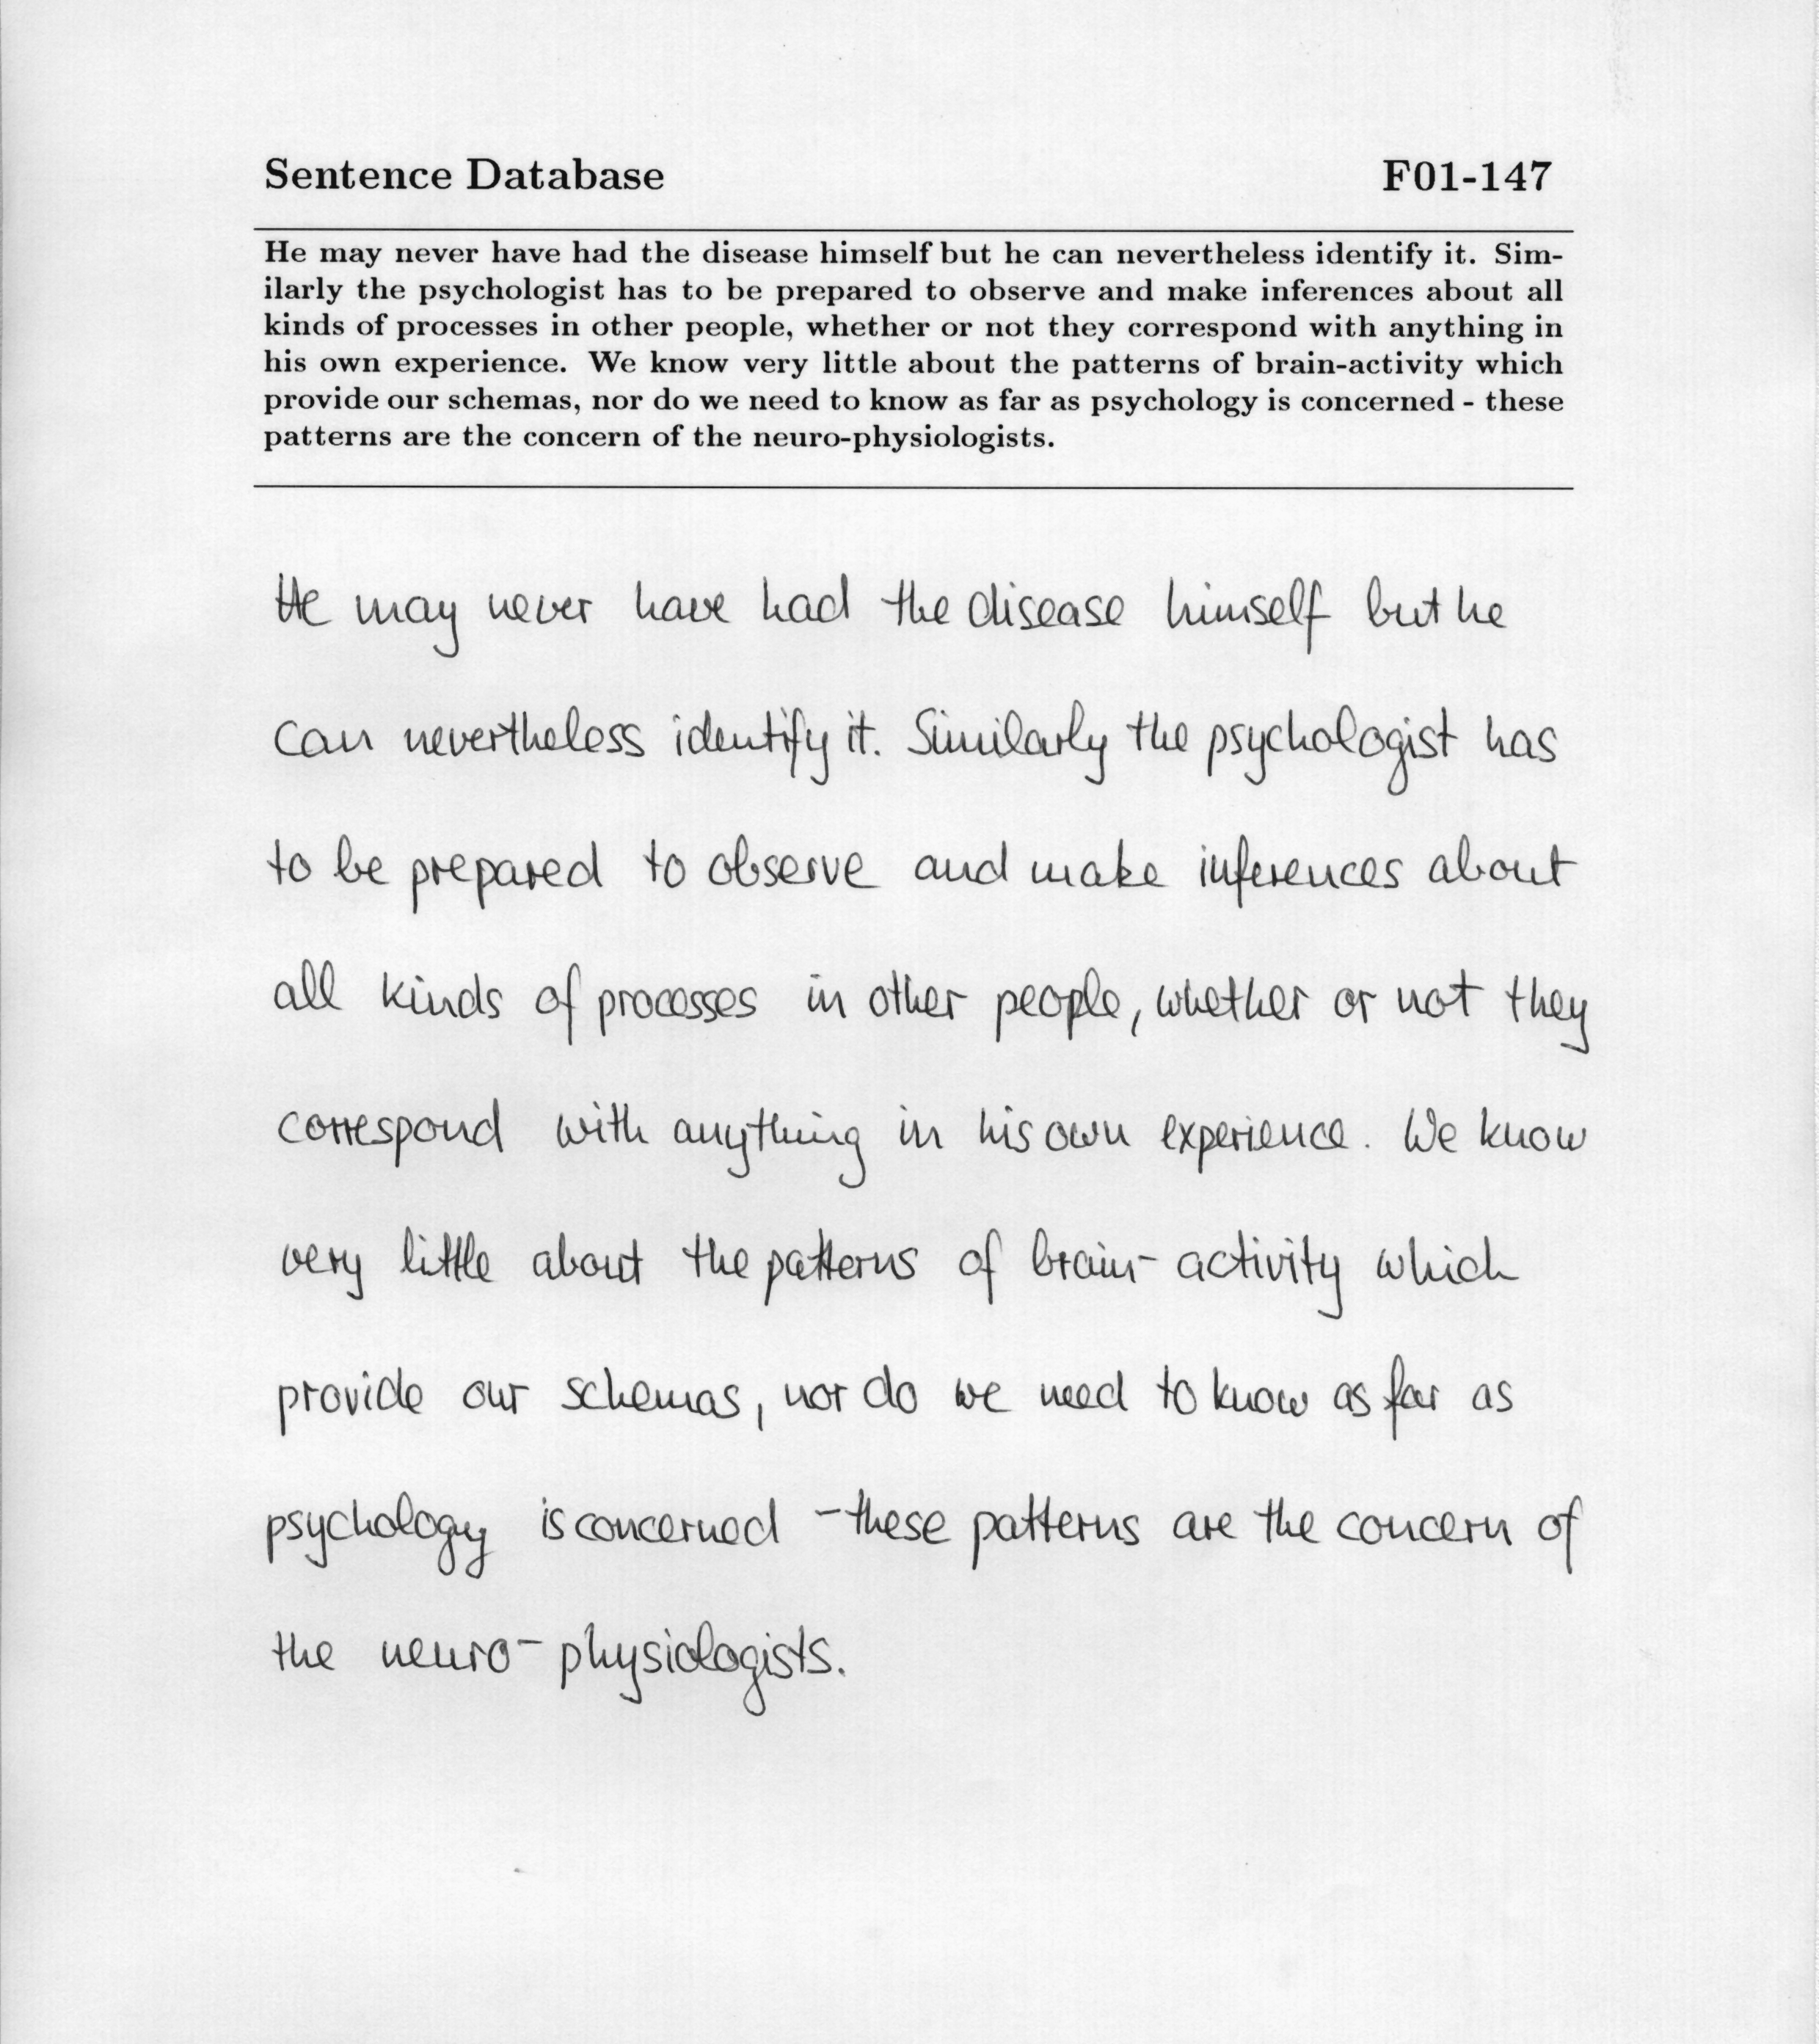 Sentence Database F01-147
He may never have had the disease himself but he can nevertheless identify it. Sim-
ilarly the psychologist has to be prepared to observe and make inferences about all
kinds of processes in other people, whether or not they correspond with anything in
his own experience. We know very little about the patterns of brain-activity which
provide our schemas, nor do we need to know as far as psychology is concerned - these
patterns are the concern of the neuro-physiologists.
He may never have had the disease himself but he
can nevertheless identify it. Similarly the psychologist has
to be prepared to observe and make inferences about
all kinds of processes in other people, whether or not they
correspond with anything in his own experience. We know
very little about the patterns of brain-activity which
provide our schemas, nor do we need to know as far as
psychology is concerned - these patterns are the concern of
the neuro-physiologists.